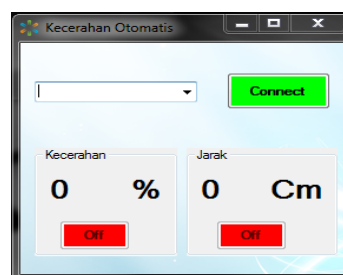 Kecerahan Otomatis
Connect
Kecerahan
0 %
Off
Jarak
0 Cm
Off